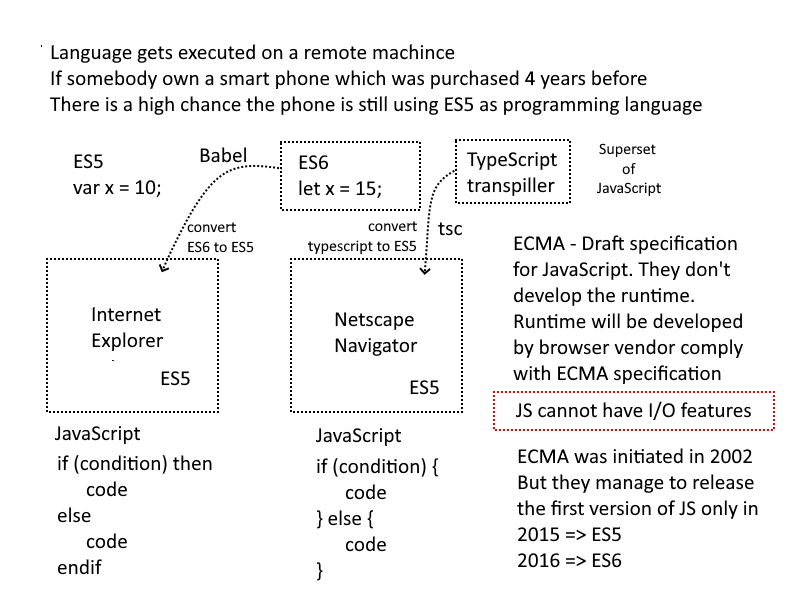 Language gets executed on a remote machince
If somebody own a smart phone which was purchased 4 years before
There is a high chance the phone is still using ES5 as programming language
ES5
var x = 10;
Babel
ES6
let x = 15;
TypeScript
transpiller
Superset
of
JavaScript
convert
ES6 to ES5
convert
typescript to ES5
tsc
Internet
Explorer
ES5
Netscape
Navigator
ES5
ECMA - Draft specification
for JavaScript. They don't
develop the runtime.
Runtime will be developed
by browser vendor comply
with ECMA specification
JS cannot have I/O features
JavaScript
if (condition) then
code
else
code
endif
JavaScript
if (condition) {
code
} else {
code
}
ECMA was initiated in 2002
But they manage to release
the first version of JS only in
2015 => ES5
2016 => ES6